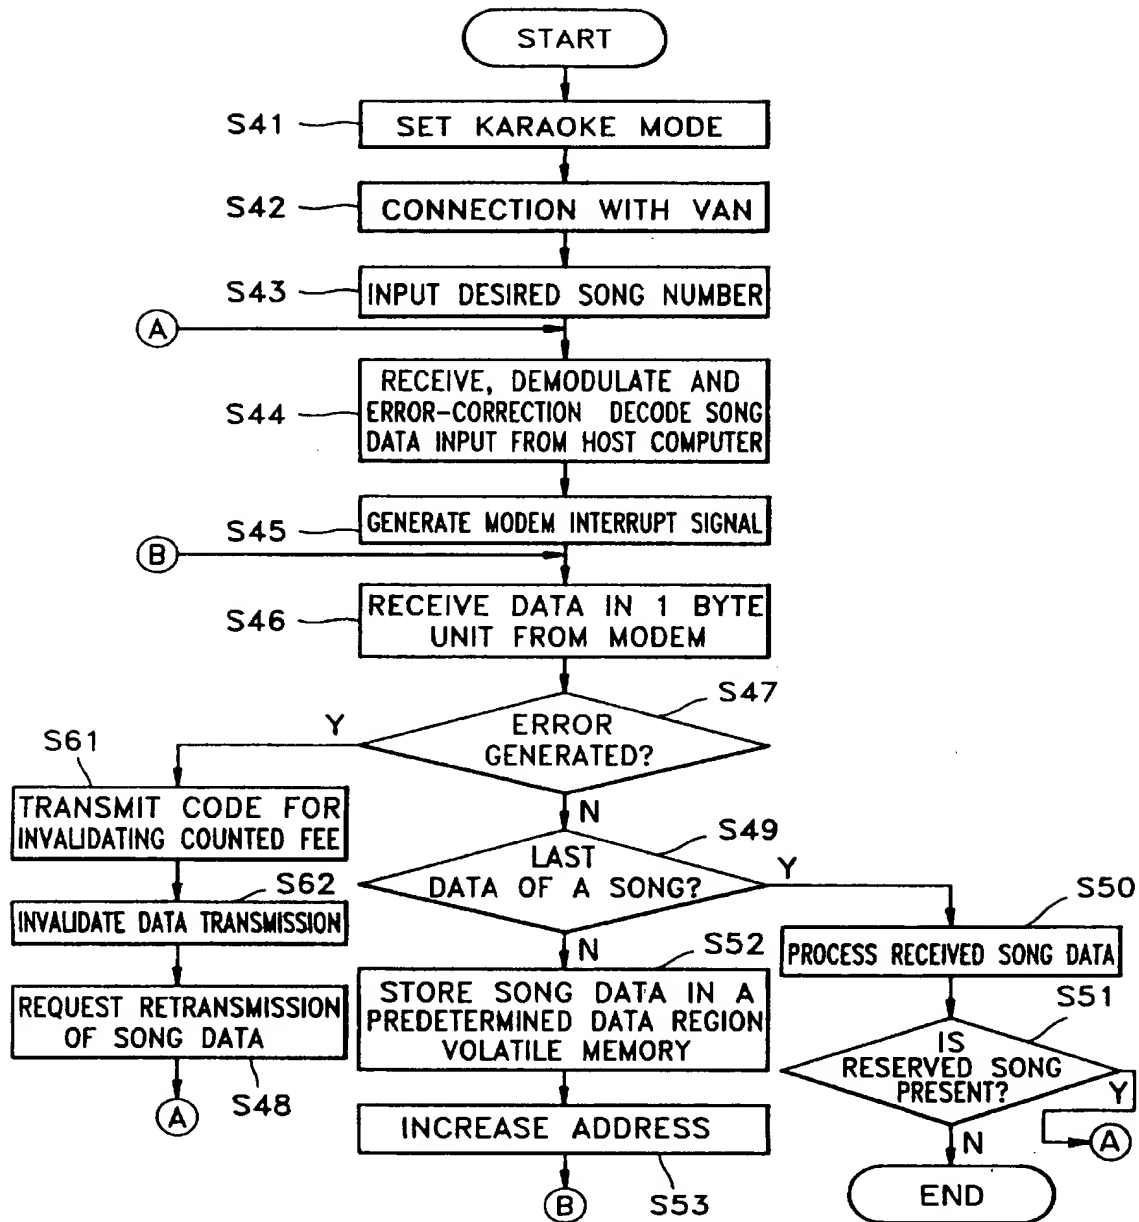 START
S41
SET KARAOKE MODE
S42
CONNECTION WITH VAN
S43
INPUT DESIRED SONG NUMBER
A
S44
RECEIVE, DEMODULATE AND
ERROR-CORRECTION DECODE SONG
DATA INPUT FROM HOST COMPUTER
S45
GENERATE MODEM INTERRUPT SIGNAL
B
S46
RECEIVE DATA IN 1 BYTE
UNIT FROM MODEM
S47
ERROR
GENERATED?
Y
N
S61
TRANSMIT CODE FOR
INVALIDATING COUNTED FEE
S62
INVALIDATE DATA TRANSMISSION
REQUEST RETRANSMISSION
OF SONG DATA
S48
A
S49
LAST
DATA OF A SONG?
Y
N
S52
STORE SONG DATA IN A
PREDETERMINED DATA REGION
VOLATILE MEMORY
INCREASE ADDRESS
S53
B
S50
PROCESS RECEIVED SONG DATA
S51
IS
RESERVED SONG
PRESENT?
Y
A
N
END